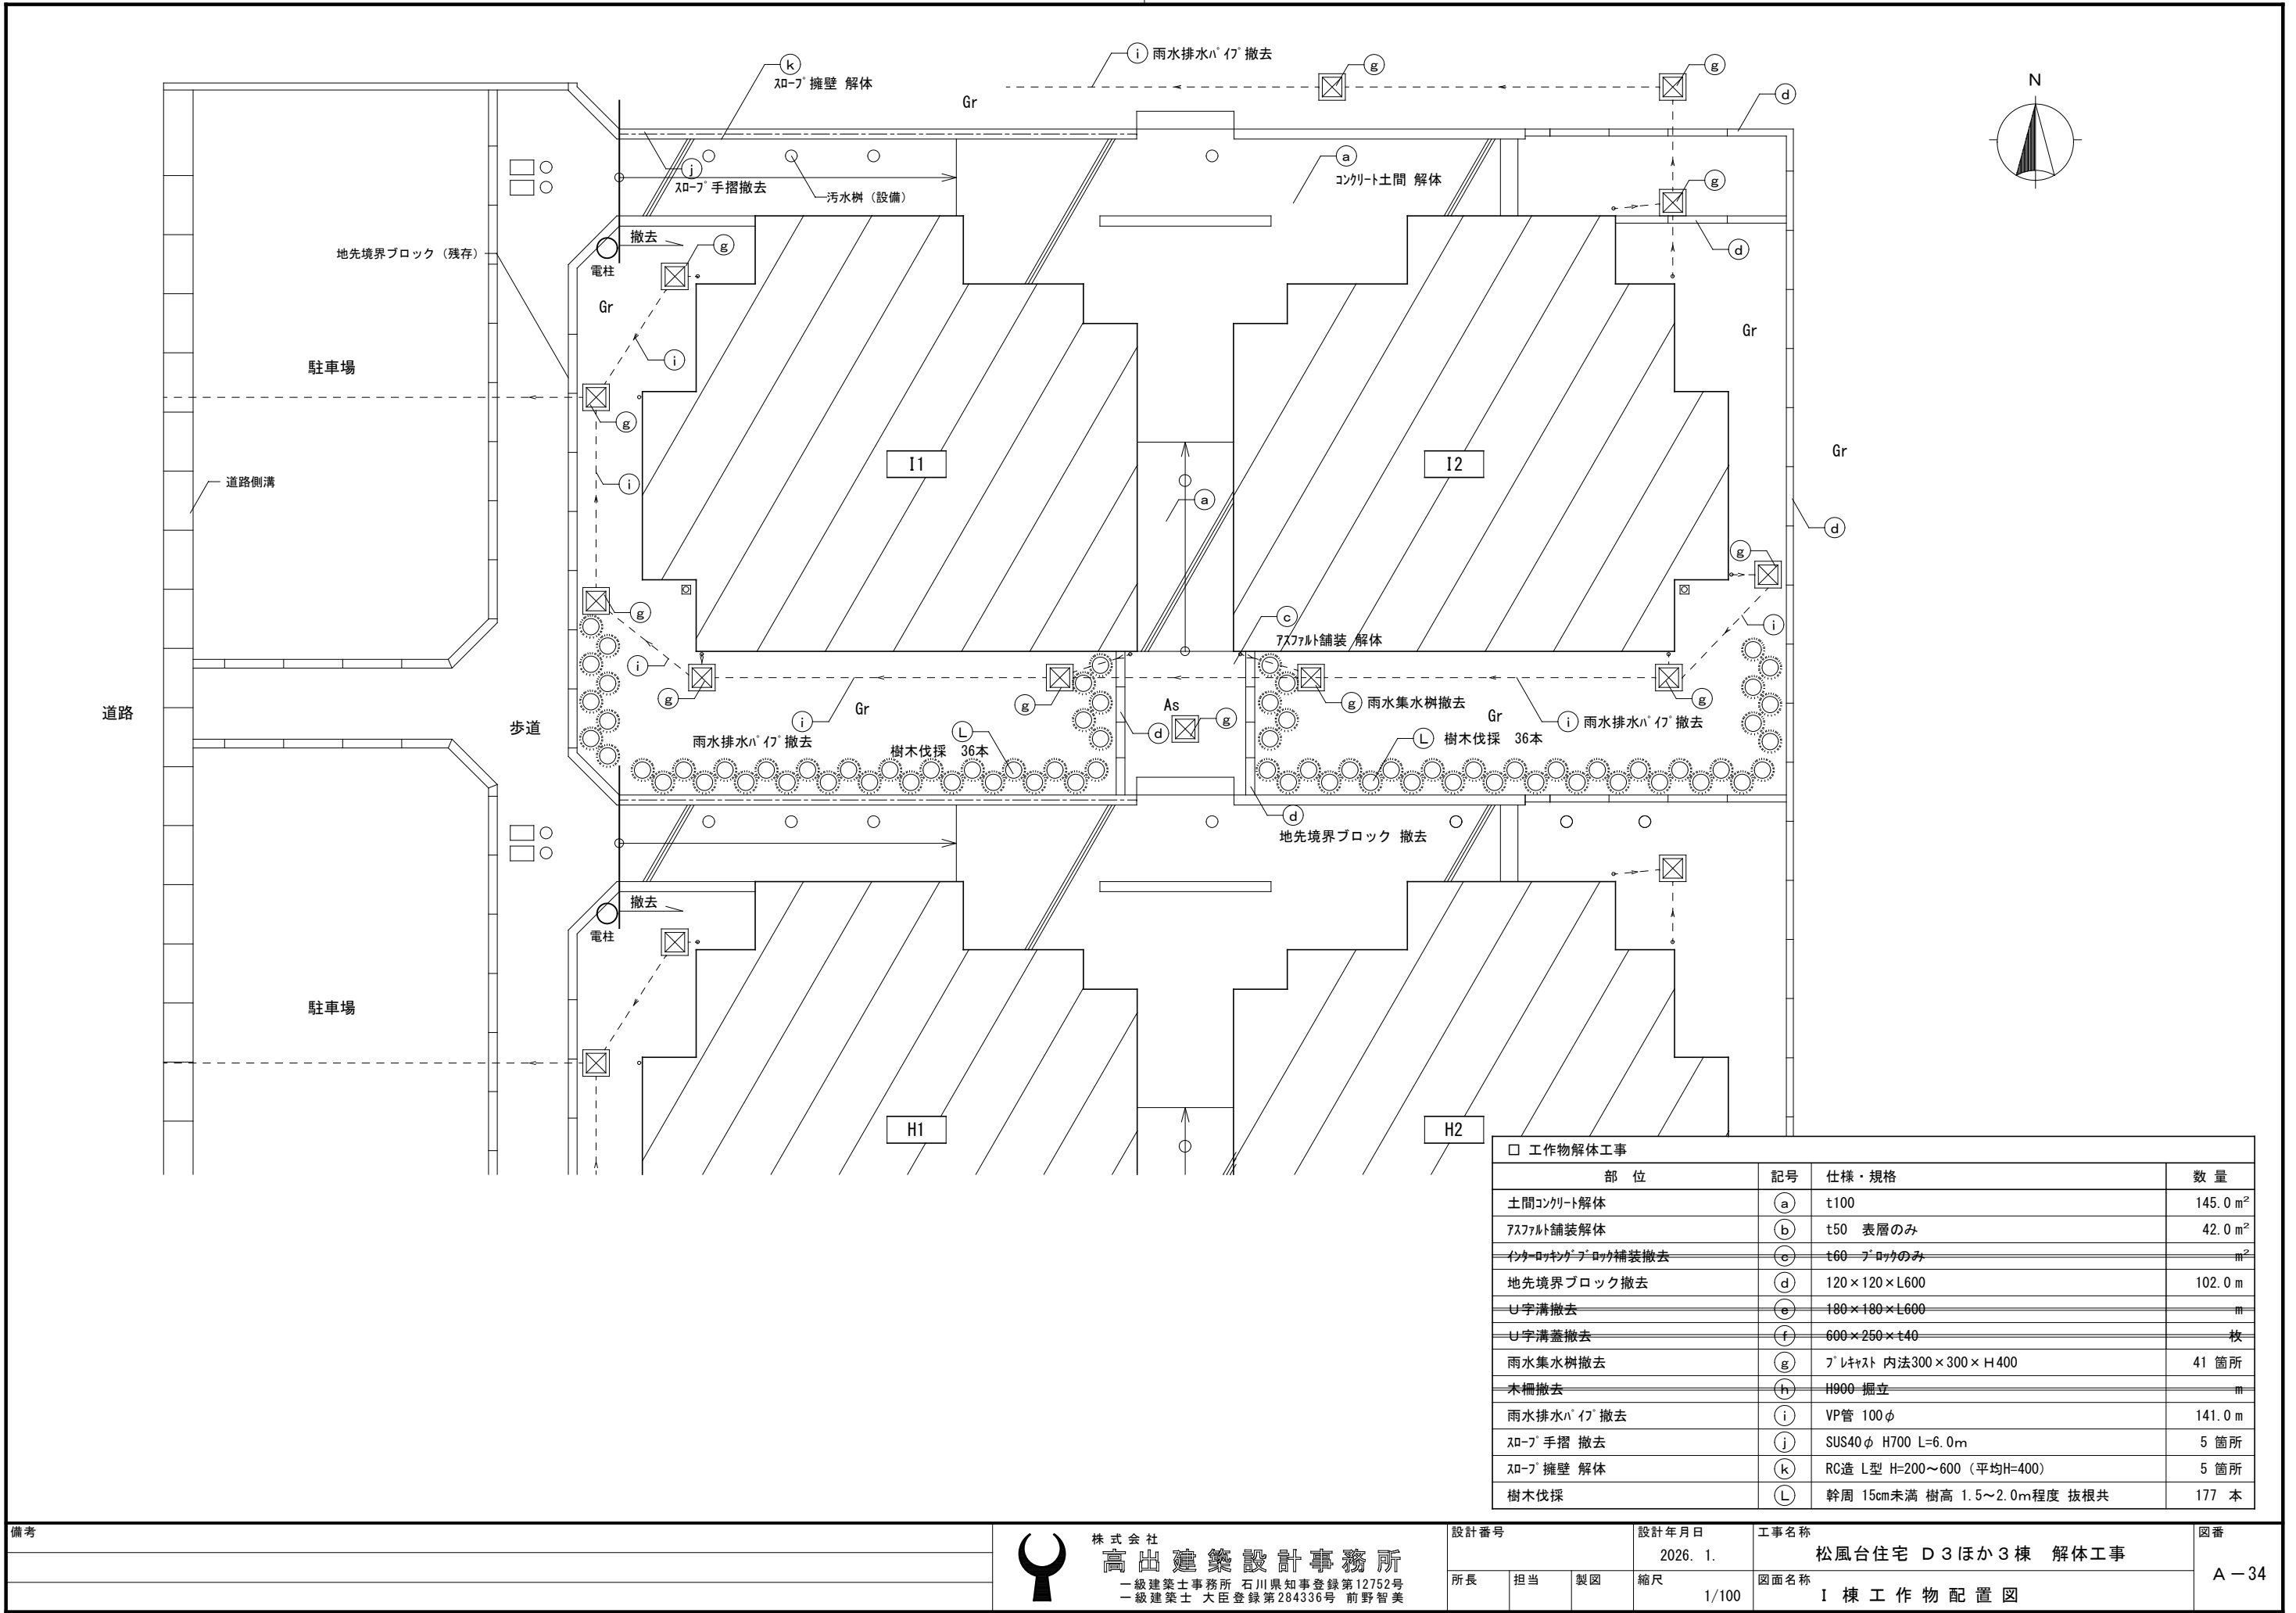 i 雨水排水ﾊﾟｲﾌﾟ撤去
g
g
k
ｽﾛｰﾌﾟ擁壁 解体
N
Gr
d
j
ｽﾛｰﾌﾟ手摺撤去
a
ｺﾝｸﾘｰﾄ土間 解体
g
汚水桝（設備）
撤去
g
d
地先境界ブロック（残存）
電柱
Gr
Gr
i
駐車場
g
Gr
I1
I2
i
道路側溝
a
d
g
g
c
ｱｽﾌｧﾙﾄ舗装 解体
i
i
g
g
g 雨水集水桝撤去
g
道路
歩道
Gr
As
g
Gr
i
雨水排水ﾊﾟｲﾌﾟ撤去
L
樹木伐採 36本
d
i 雨水排水ﾊﾟｲﾌﾟ撤去
L 樹木伐採 36本
d
地先境界ブロック 撤去
撤去
電柱
駐車場
H1
H2
□ 工作物解体工事
部 位 記号 仕様・規格 数 量
土間ｺﾝｸﾘｰﾄ解体 a t100 145.0 m²
ｱｽﾌｧﾙﾄ舗装解体 b t50 表層のみ 42.0 m²
ｲﾝﾀｰﾛｯｷﾝｸﾞﾌﾞﾛｯｸ補装撤去 c t60 ﾌﾞﾛｯｸのみ m²
地先境界ブロック撤去 d 120×120×L600 102.0 m
U字溝撤去 e 180×180×L600 m
U字溝蓋撤去 f 600×250×t40 枚
雨水集水桝撤去 g ﾌﾟﾚｷｬｽﾄ 内法300×300×H400 41 箇所
木柵撤去 h H900 掘立 m
雨水排水ﾊﾟｲﾌﾟ撤去 i VP管 100φ 141.0 m
ｽﾛｰﾌﾟ手摺 撤去 j SUS40φ H700 L=6.0m 5 箇所
ｽﾛｰﾌﾟ擁壁 解体 k RC造 L型 H=200～600（平均H=400） 5 箇所
樹木伐採 L 幹周 15cm未満 樹高 1.5～2.0m程度 抜根共 177 本
備考
株式会社
高出建築設計事務所
一級建築士事務所 石川県知事登録第12752号
一級建築士 大臣登録第284336号 前野智美
設計番号
設計年月日
2026. 1.
工事名称
松風台住宅 D3ほか3棟 解体工事
図番
A－34
所長
担当
製図
縮尺
1/100
図面名称
I 棟工作物配置図